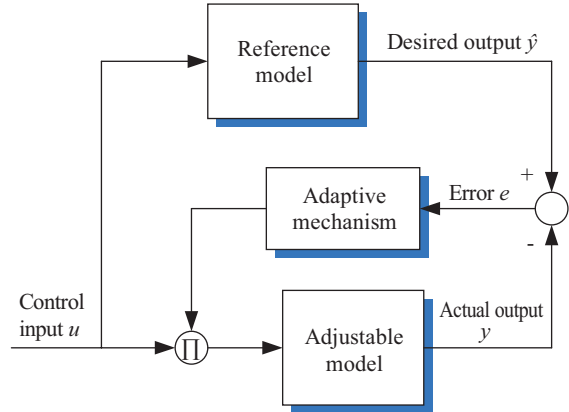 Reference
model
Desired output ŷ
+
Adaptive
mechanism
Error e
-
Control
input u
∏
Adjustable
model
Actual output
y